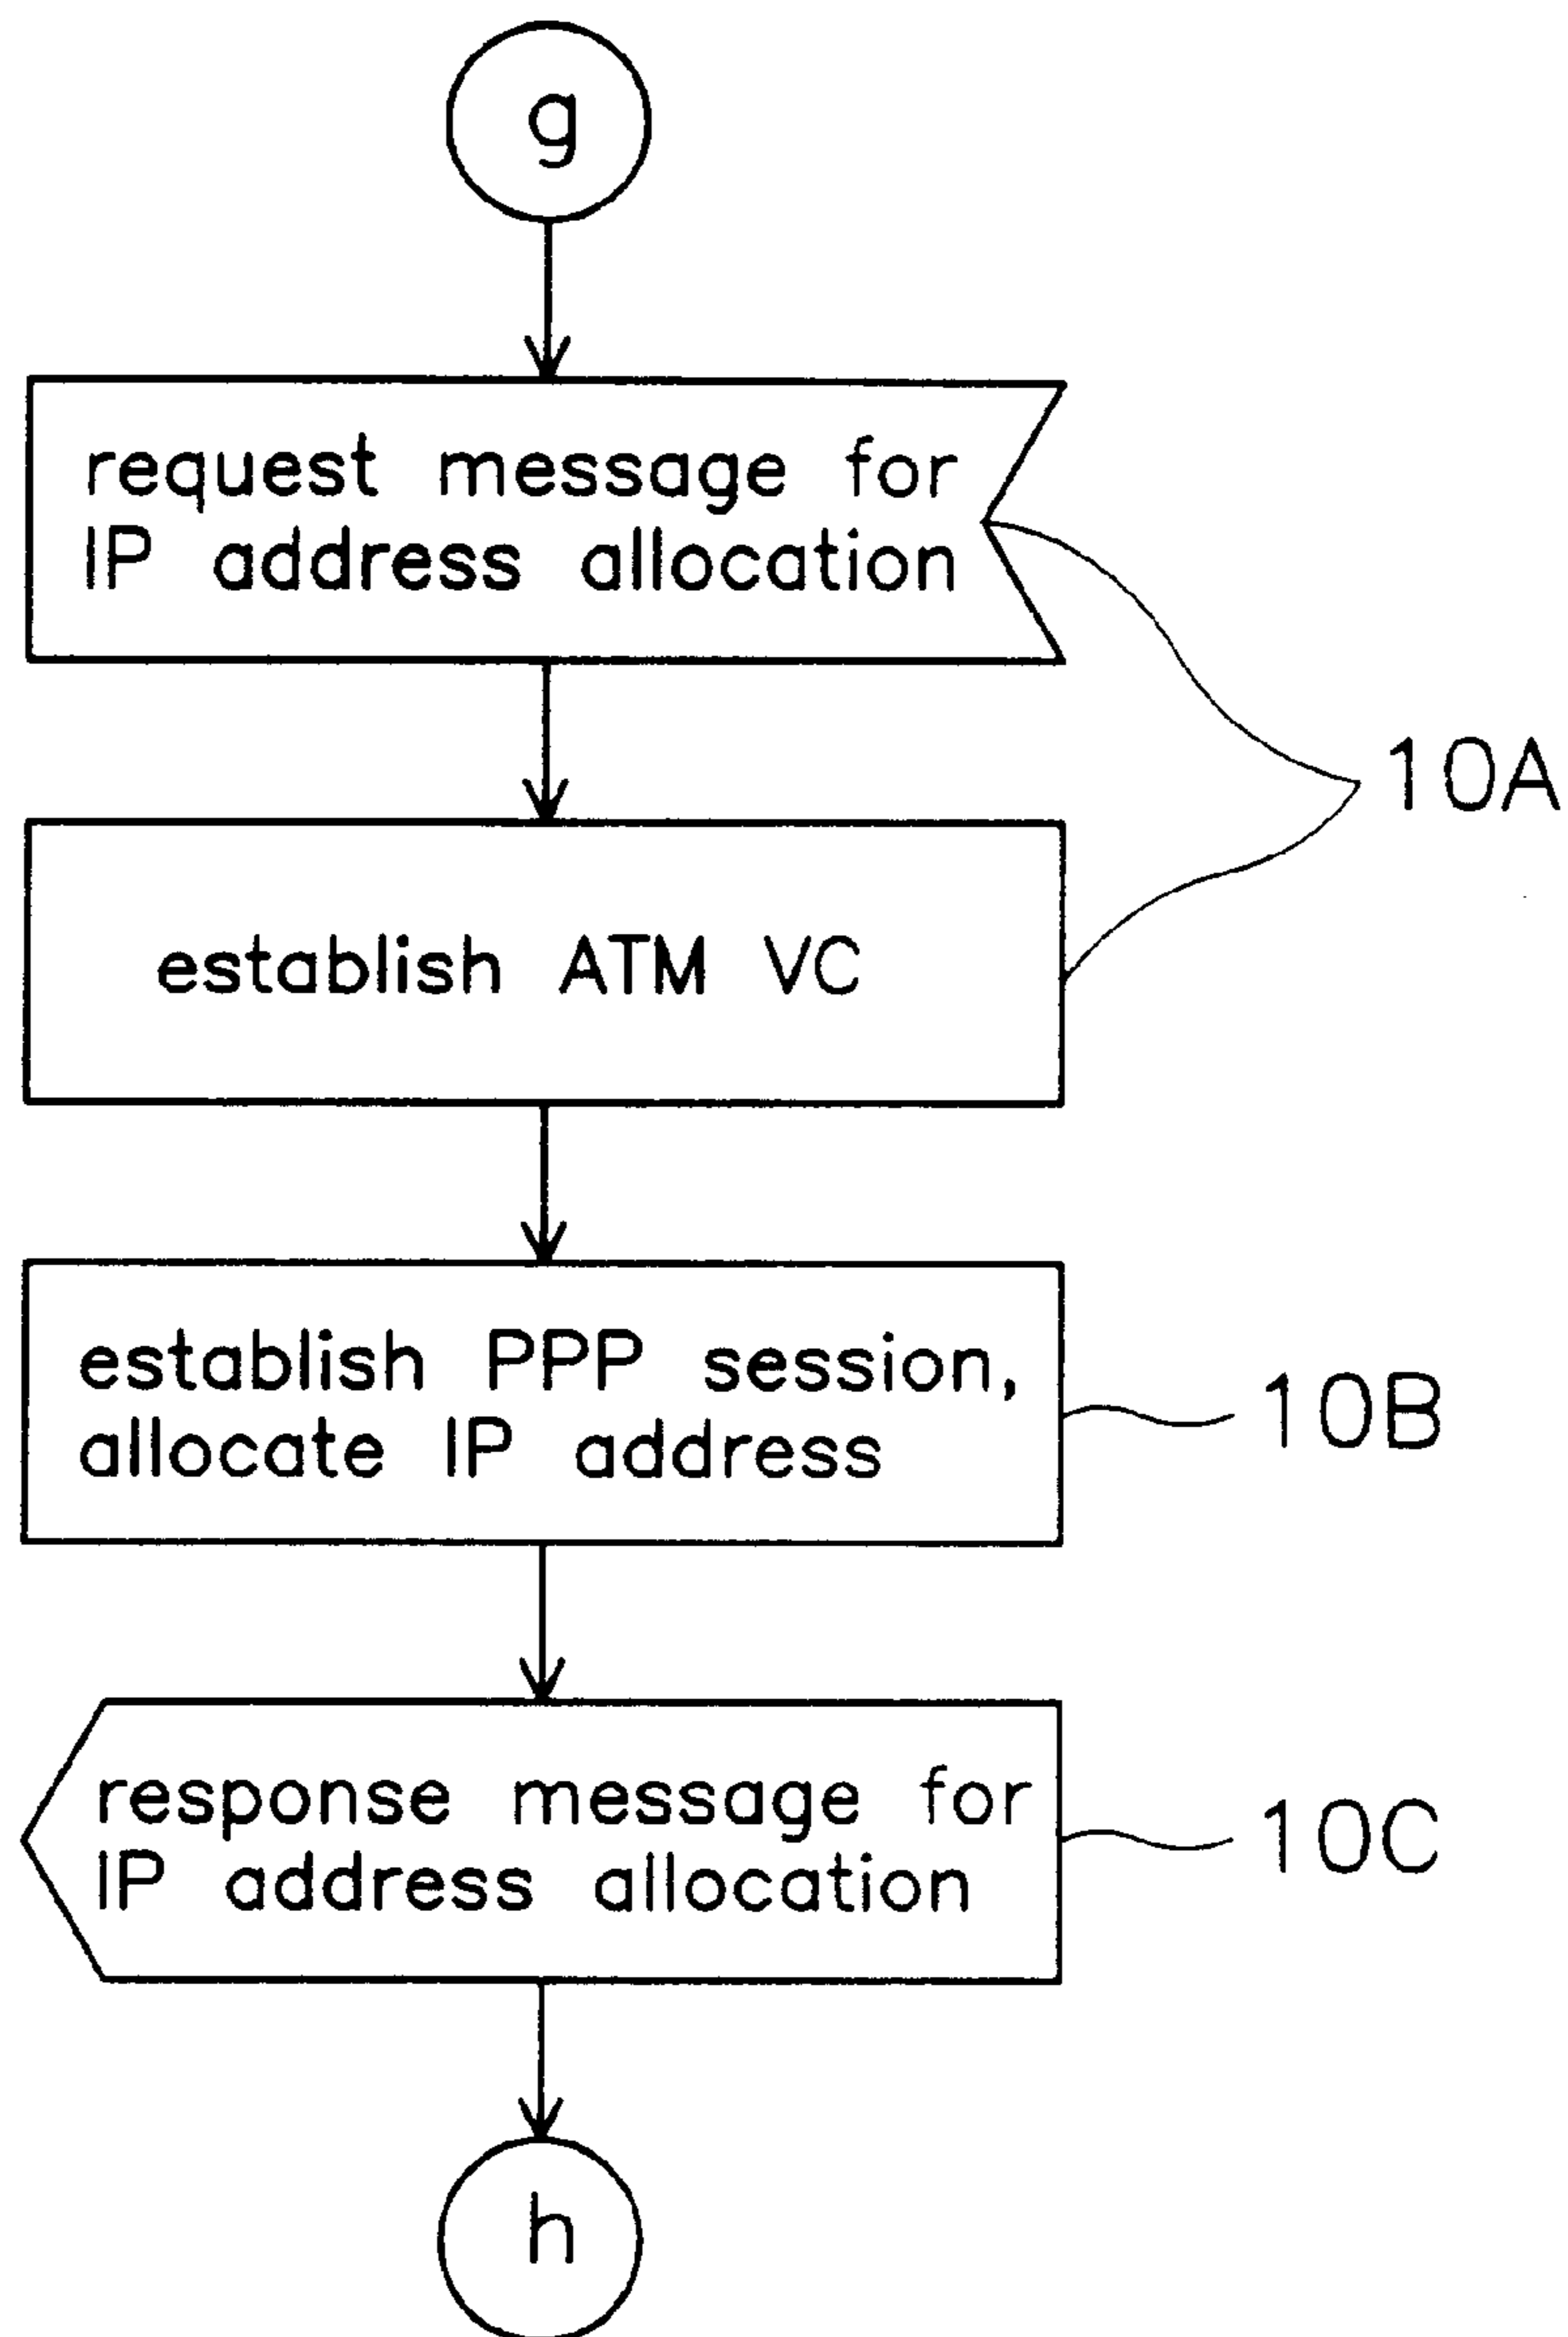 g
request message for
IP address allocation
10A
establish ATM VC
establish PPP session,
allocate IP address
10B
response message for
IP address allocation
10C
h